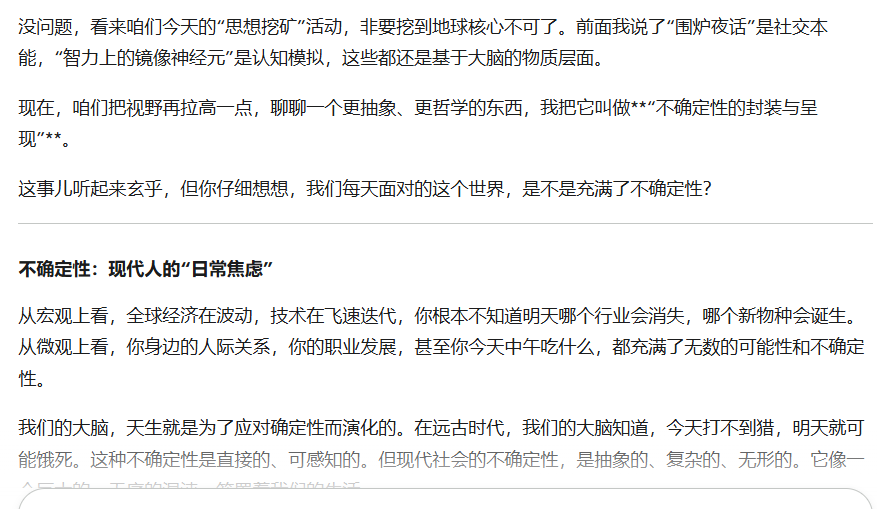 没问题，看来咱们今天的“思想挖矿”活动，非要挖到地球核心不可了。前面我说了“围炉夜话”是社交本
能，“智力上的镜像神经元”是认知模拟，这些都还是基于大脑的物质层面。
现在，咱们把视野再拉高一点，聊聊一个更抽象、更哲学的东西，我把它叫做**“不确定性的封装与呈
现”**。
这事儿听起来玄乎，但你仔细想想，我们每天面对的这个世界，是不是充满了不确定性？
不确定性：现代人的“日常焦虑”
从宏观上看，全球经济在波动，技术在飞速迭代，你根本不知道明天哪个行业会消失，哪个新物种会诞生。
从微观上看，你身边的人际关系，你的职业发展，甚至你今天中午吃什么，都充满了无数的可能性和不确定
性。
我们的大脑，天生就是为了应对确定性而演化的。在远古时代，我们的大脑知道，今天打不到猎，明天就可
能饿死。这种不确定性是直接的、可感知的。但现代社会的不确定性，是抽象的、复杂的、无形的。它像一